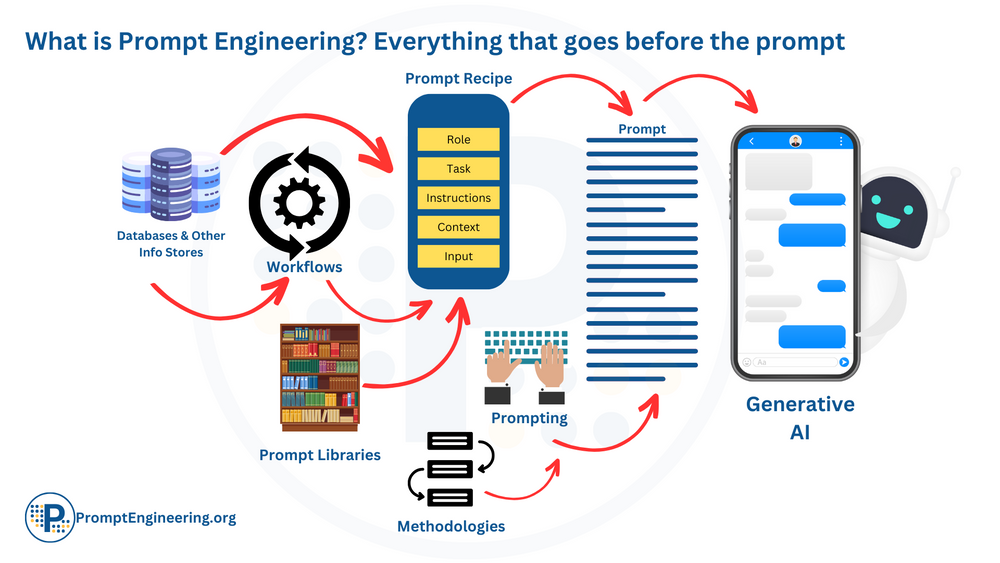 What is Prompt Engineering? Everything that goes before the prompt
Prompt Recipe
Role
Task
Instructions
Context
Input
Prompt
Databases & Other
Info Stores
Workflows
Prompt Libraries
Prompting
Methodologies
Aa
Generative
AI
P
PromptEngineering.org